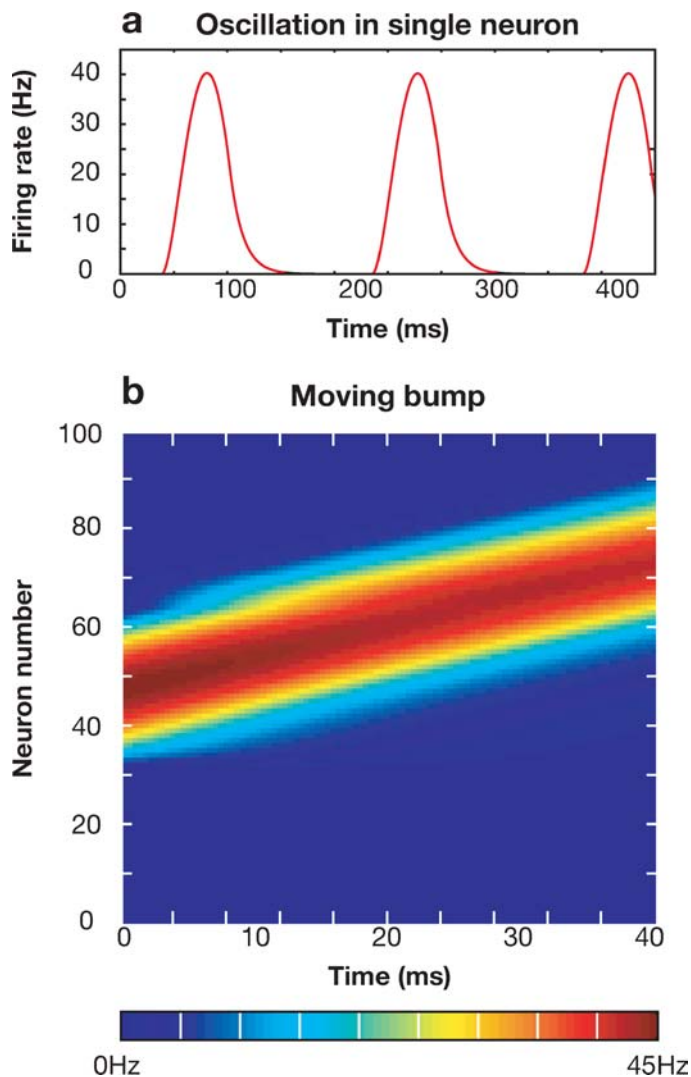 a Oscillation in single neuron
Firing rate (Hz)
40
30
20
10
0
0 100 200 300 400
Time (ms)
b Moving bump
Neuron number
100
80
60
40
20
0
0 10 20 30 40
Time (ms)
0Hz 45Hz